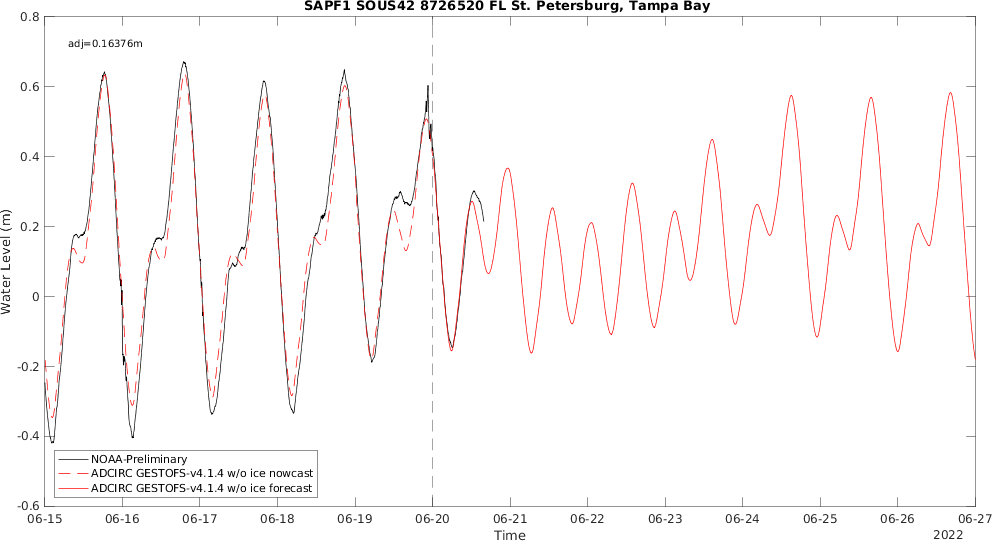 SAPF1 SOUS42 8726520 FL St. Petersburg, Tampa Bay
adj=0.16376m
0.8
0.6
0.4
0.2
0
-0.2
-0.4
-0.6
Water Level (m)
NOAA-Preliminary
ADCIRC GESTOFS-v4.1.4 w/o ice nowcast
ADCIRC GESTOFS-v4.1.4 w/o ice forecast
06-15 06-16 06-17 06-18 06-19 06-20 06-21 06-22 06-23 06-24 06-25 06-26 06-27
Time
2022